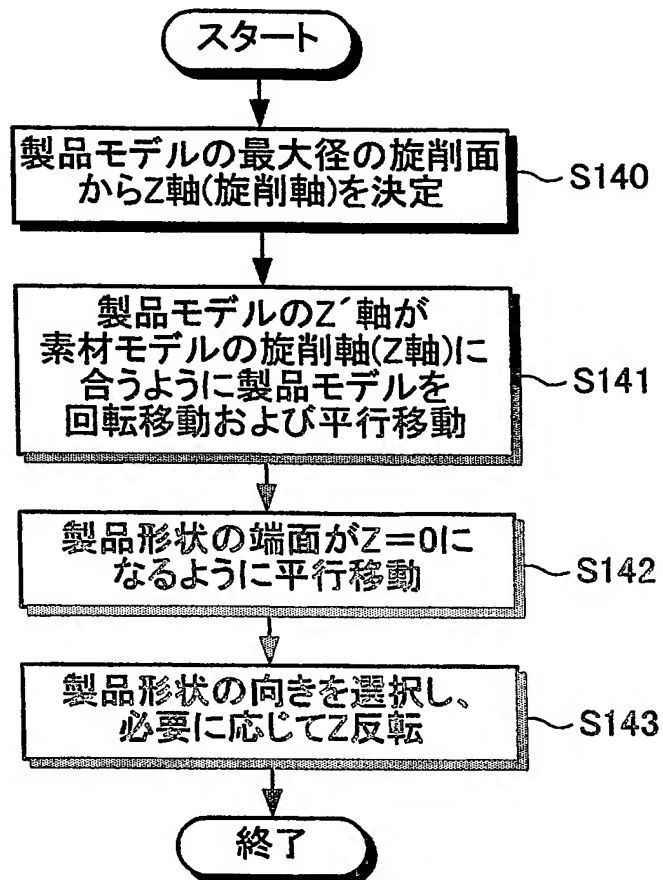 スタート
製品モデルの最大径の旋削面
からZ軸(旋削軸)を決定
S140
製品モデルのZ´軸が
素材モデルの旋削軸(Z軸)に
合うように製品モデルを
回転移動および平行移動
S141
製品形状の端面がZ=0に
なるように平行移動
S142
製品形状の向きを選択し、
必要に応じてZ反転
S143
終了